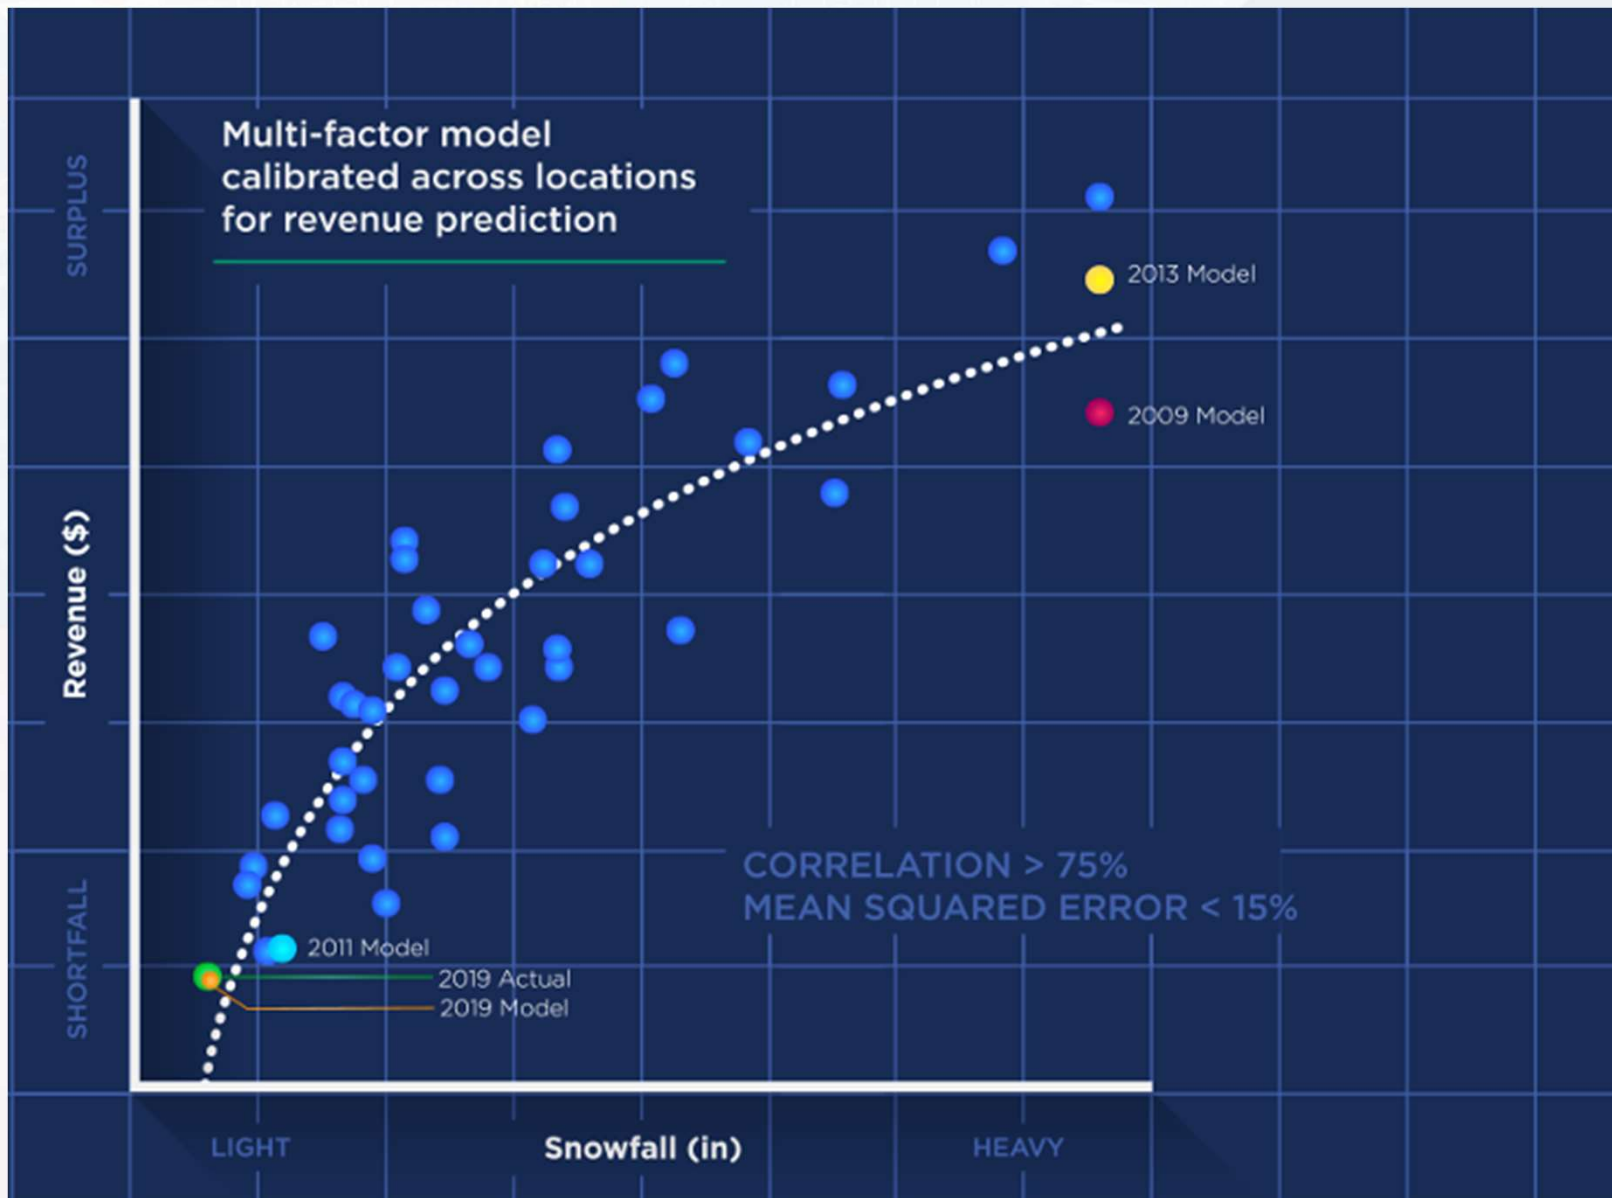 Multi-factor model
calibrated across locations
for revenue prediction
SURPLUS
2013 Model
2009 Model
Revenue ($)
CORRELATION > 75%
MEAN SQUARED ERROR < 15%
SHORTFALL
2011 Model
2019 Actual
2019 Model
LIGHT
Snowfall (in)
HEAVY